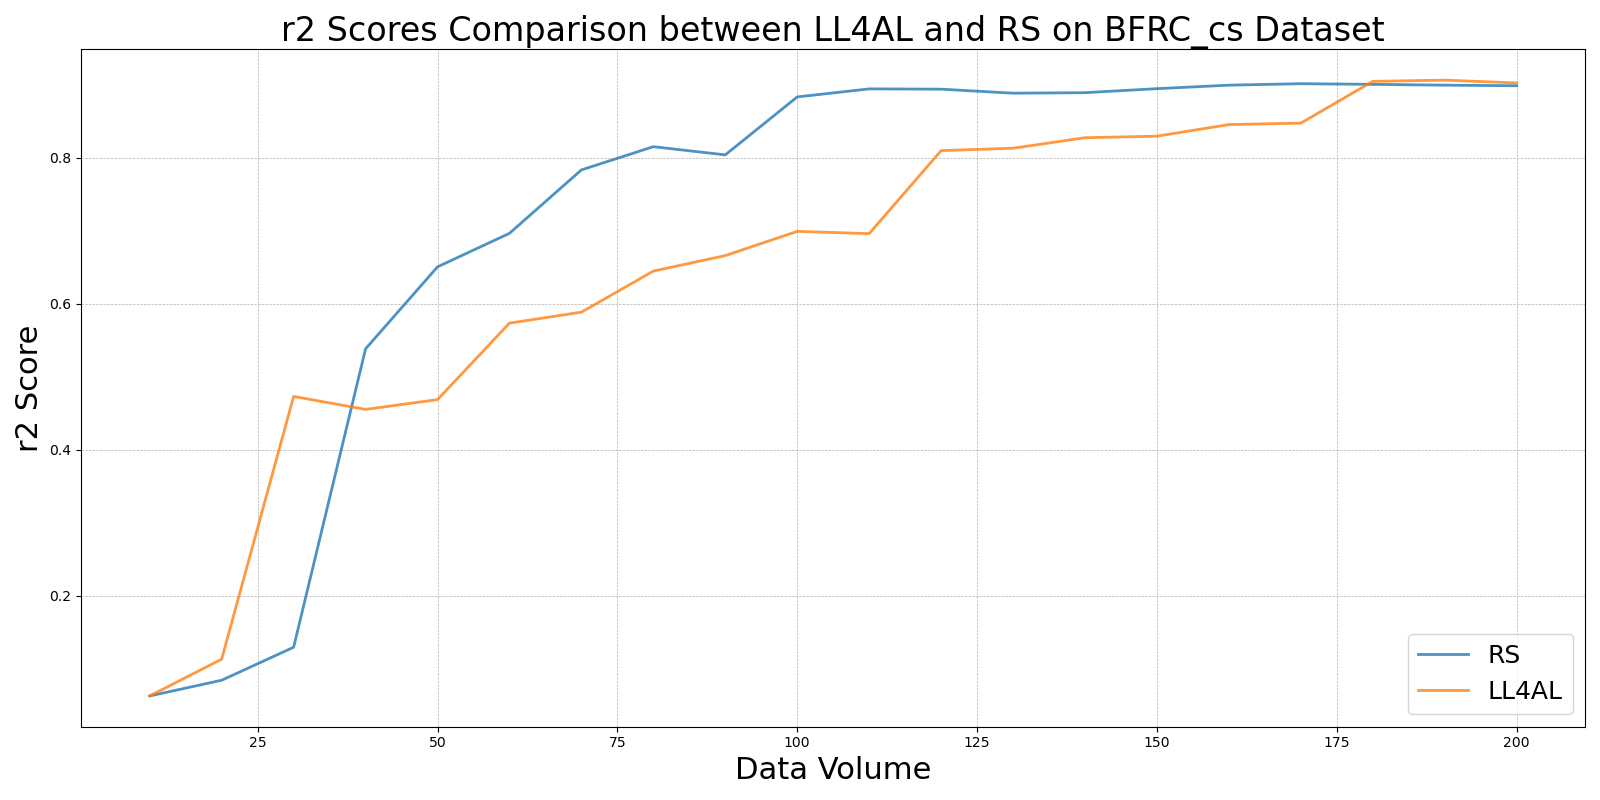 r2 Scores Comparison between LL4AL and RS on BFRC_cs Dataset
r2 Score
0.8
0.6
0.4
0.2
25 50 75 100 125 150 175 200
Data Volume
RS
LL4AL